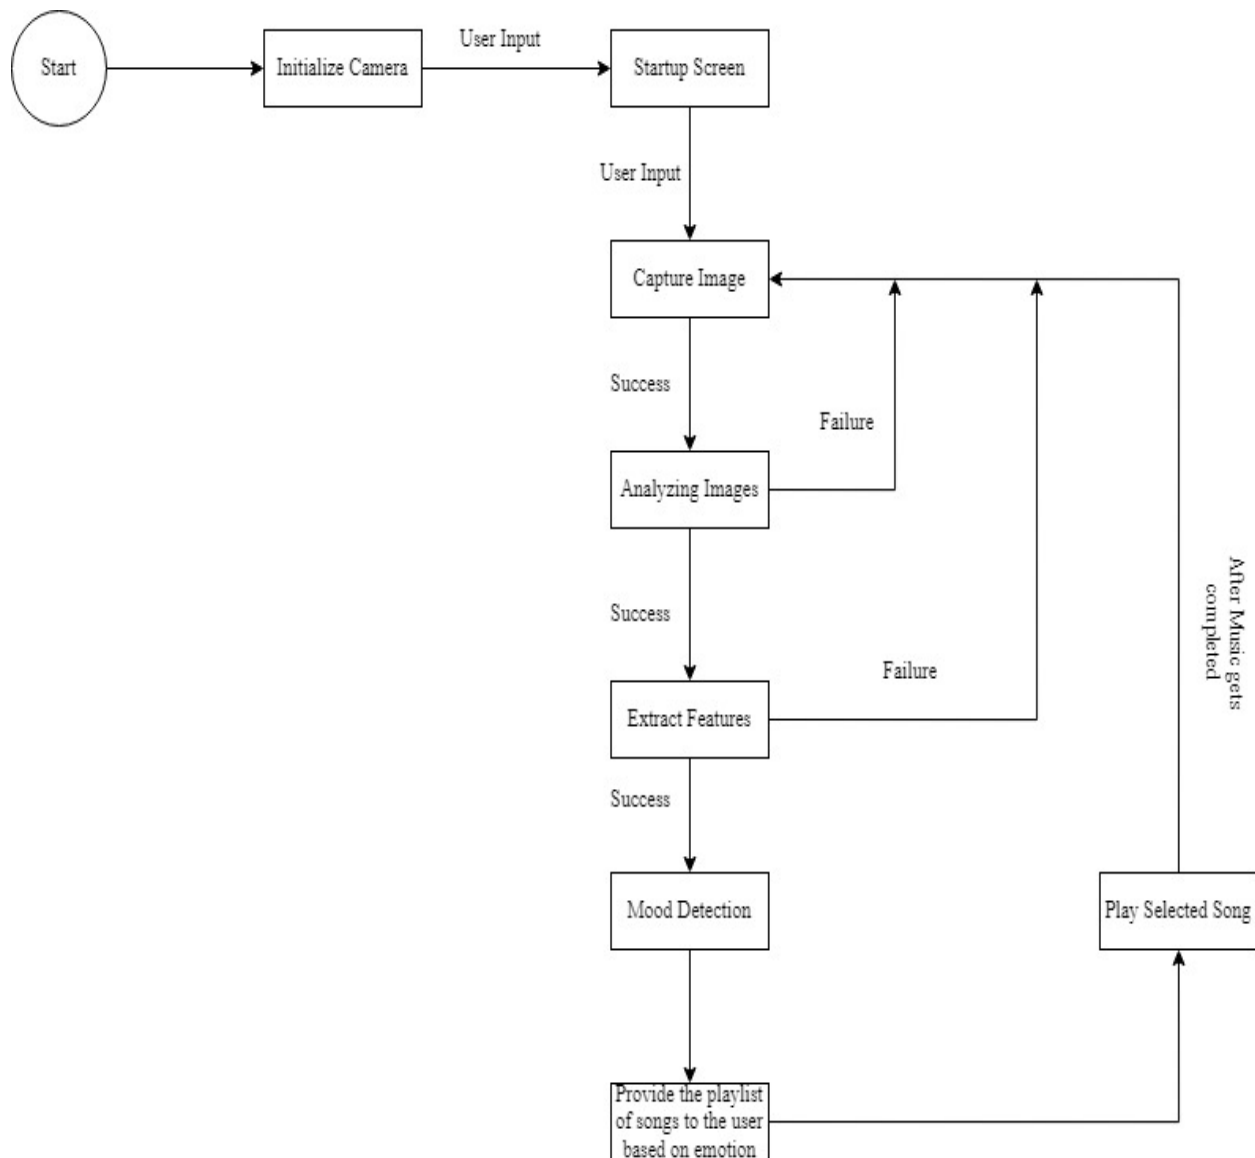 Start
Initialize Camera
User Input
Startup Screen
User Input
Capture Image
Success
Failure
Analyzing Images
Success
Failure
Extract Features
Success
After Music gets
completed
Mood Detection
Play Selected Song
Provide the playlist
of songs to the user
based on emotion